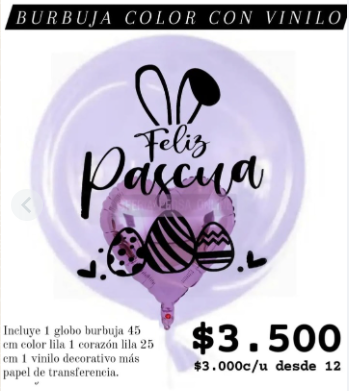 BURBUJA COLOR CON VINILO
Feliz
Pascua
Incluye 1 globo burbuja 45
cm color lila 1 corazón lila 25
cm 1 vinilo decorativo más
papel de transferencia.
$3.500
$3.000c/u desde 12